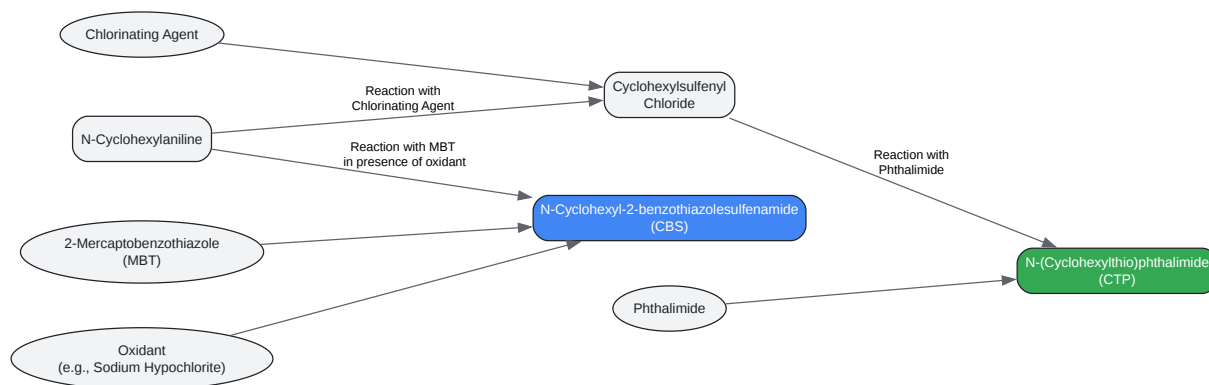 Chlorinating Agent
Cyclohexylsulfenyl
Chloride
Reaction with
Chlorinating Agent
N-Cyclohexylaniline
Reaction with MBT
in presence of oxidant
Reaction with
Phthalimide
N-Cyclohexyl-2-benzothiazolesulfenamide
(CBS)
2-Mercaptobenzothiazole
(MBT)
N-(Cyclohexylthio)phthalimide
(CTP)
Phthalimide
Oxidant
(e.g., Sodium Hypochlorite)